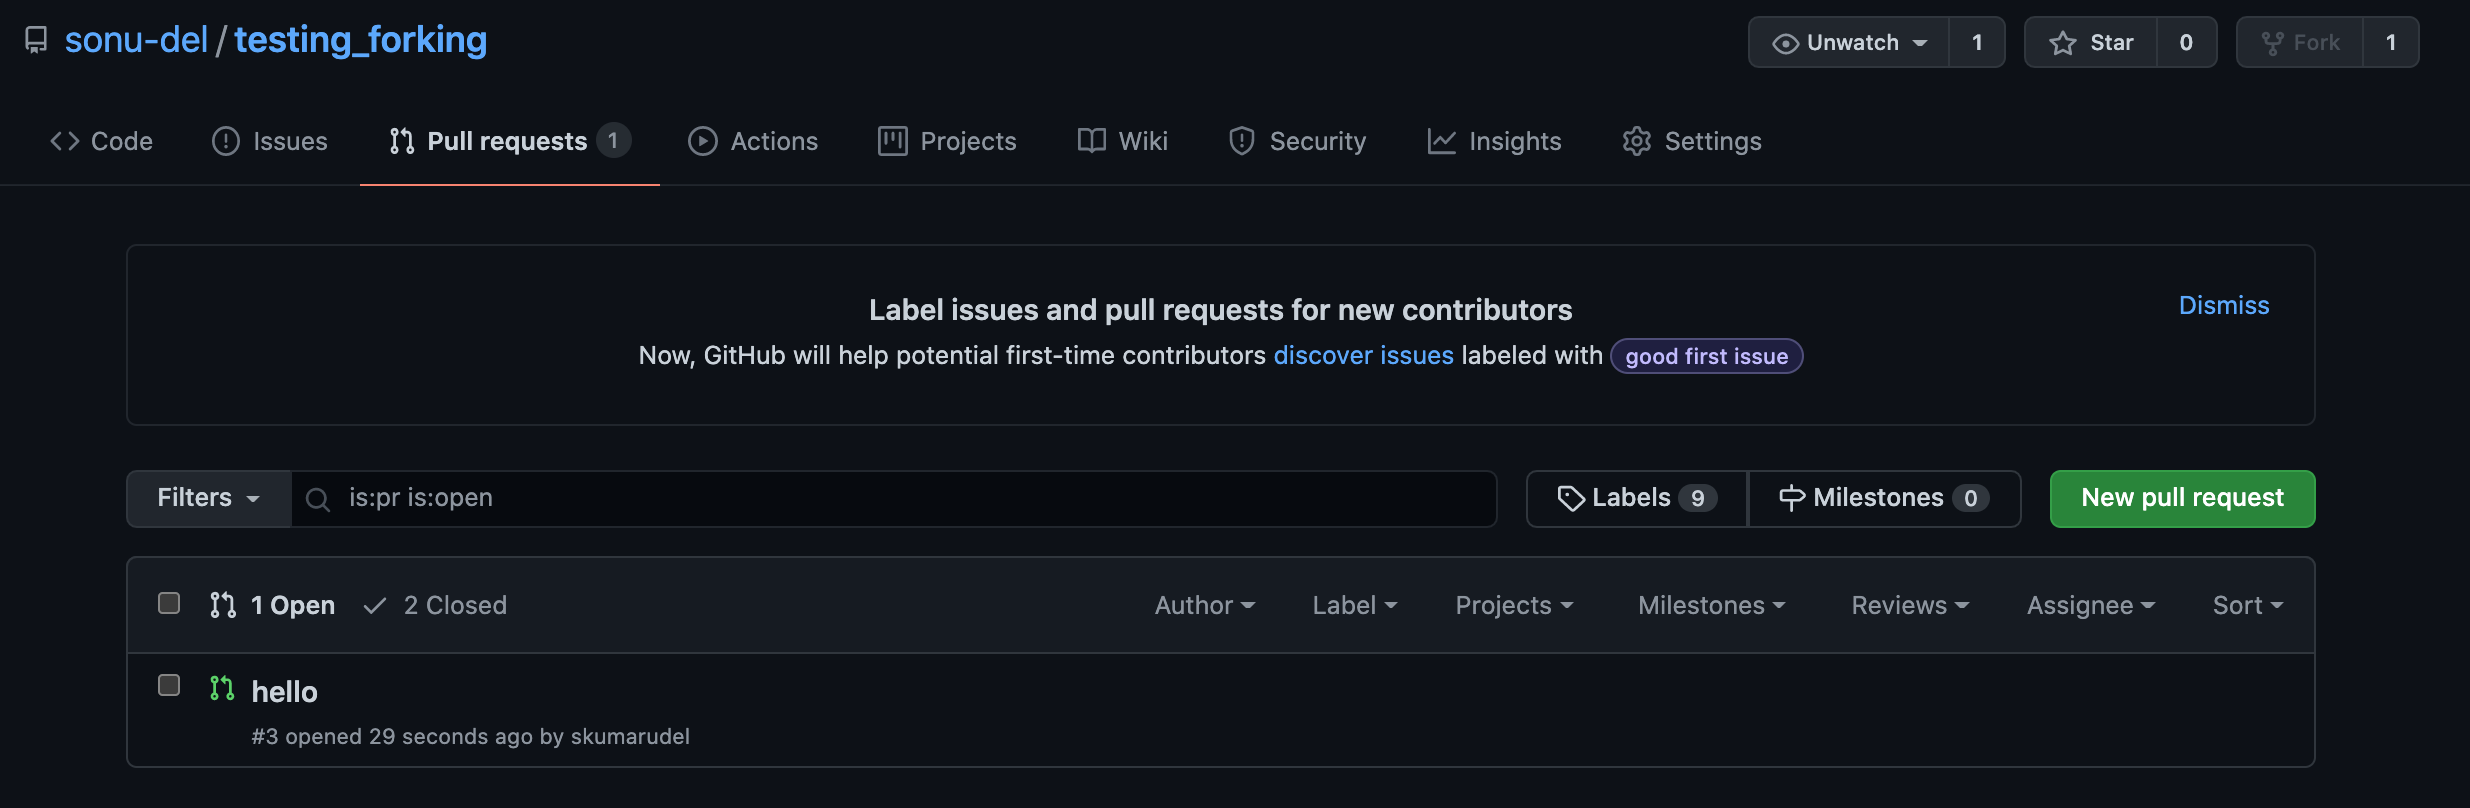 sonu-del / testing_forking Unwatch 1 Star 0 Fork 1
Code Issues Pull requests 1 Actions Projects Wiki Security Insights Settings
Label issues and pull requests for new contributors Dismiss
Now, GitHub will help potential first-time contributors discover issues labeled with good first issue
Filters is:pr is:open Labels 9 Milestones 0 New pull request
1 Open 2 Closed Author Label Projects Milestones Reviews Assignee Sort
hello
#3 opened 29 seconds ago by skumarudel